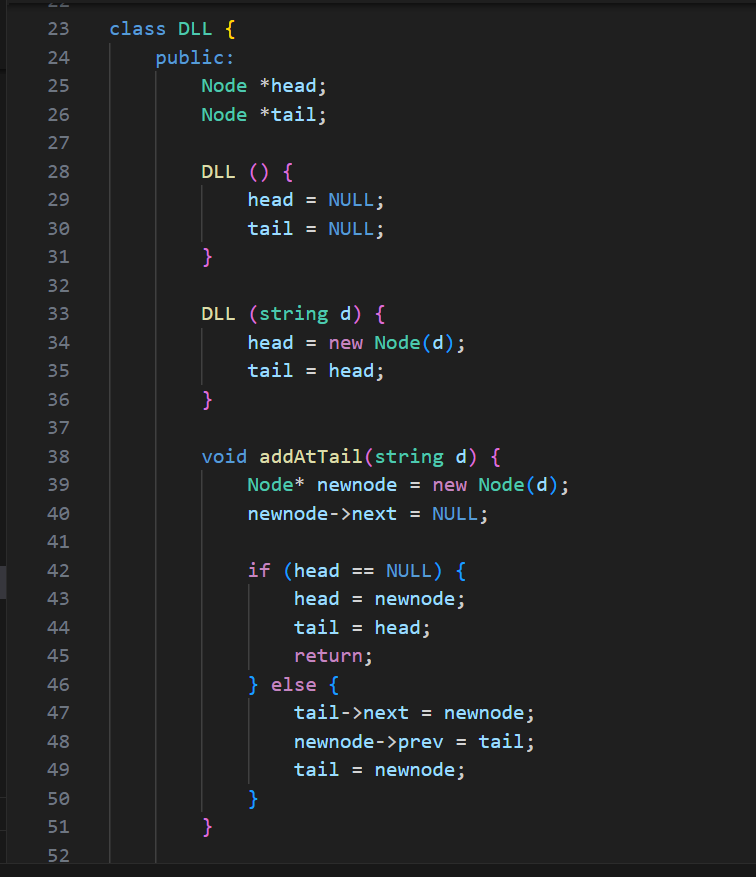 23 class DLL {
24     public:
25         Node *head;
26         Node *tail;
27
28         DLL () {
29             head = NULL;
30             tail = NULL;
31         }
32
33         DLL (string d) {
34             head = new Node(d);
35             tail = head;
36         }
37
38         void addAtTail(string d) {
39             Node* newnode = new Node(d);
40             newnode->next = NULL;
41
42             if (head == NULL) {
43                 head = newnode;
44                 tail = head;
45                 return;
46             } else {
47                 tail->next = newnode;
48                 newnode->prev = tail;
49                 tail = newnode;
50             }
51         }
52